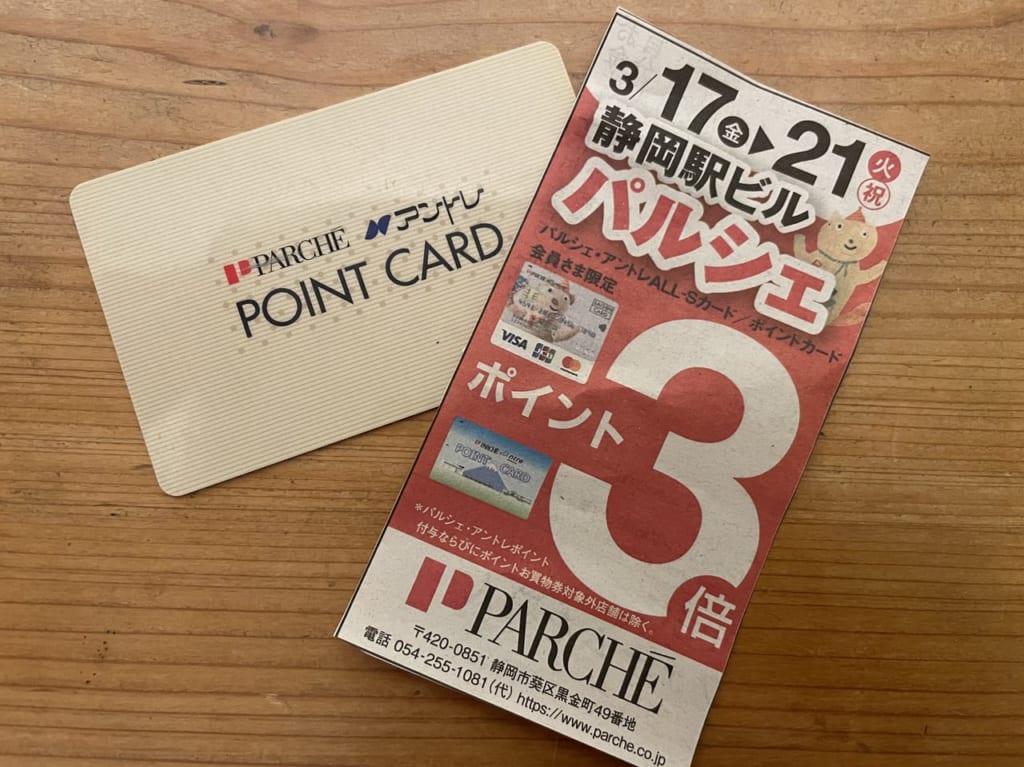 PARCHE アントレ
POINT CARD
3/17金▶21火祝
静岡駅ビル
パルシェ
パルシェ・アントレALL-Sカード／ポイントカード
会員さま限定
VISA JCB mastercard
ポイント3倍
POINT CARD
＊パルシェ・アントレポイント
付与ならびにポイントお買物券対象外店舗は除く。
PARCHE
〒420-0851 静岡市葵区黒金町49番地
電話 054-255-1081(代) https://www.parche.co.jp